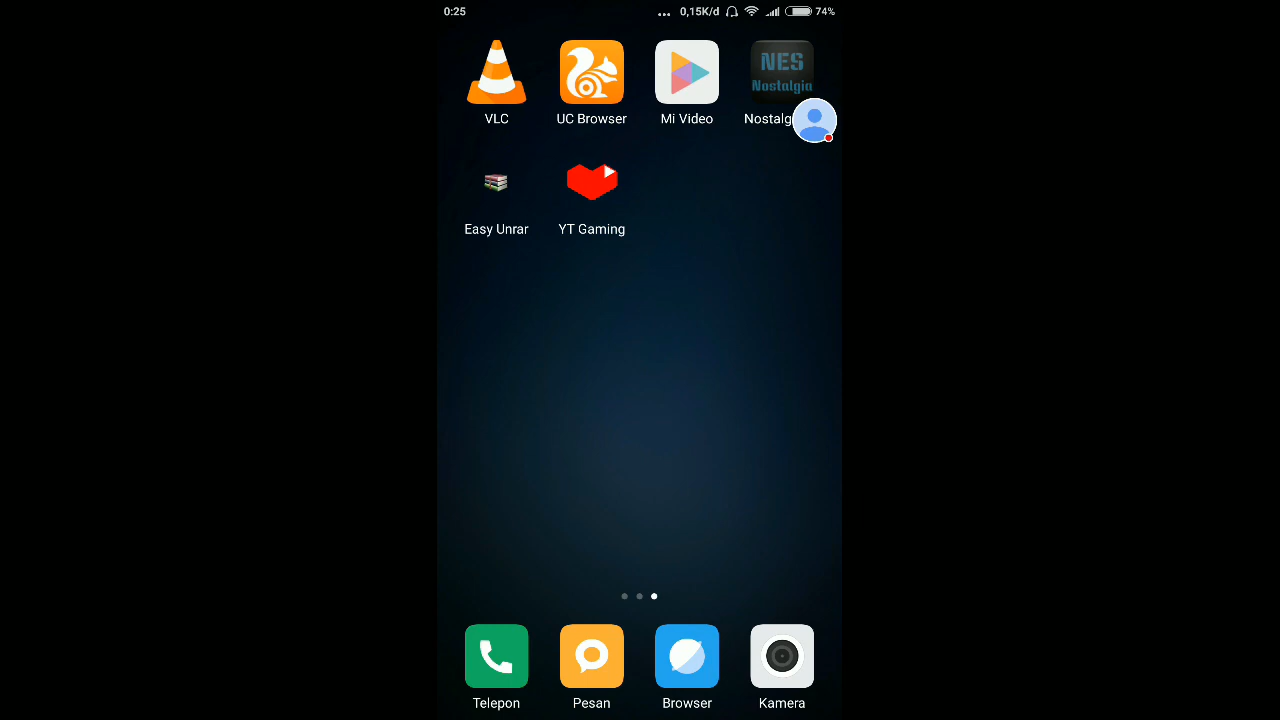 0:25
... 0,15K/d 74%
NES
Nostalgia
VLC
UC Browser
Mi Video
Nostalg
Easy Unrar
YT Gaming
Telepon
Pesan
Browser
Kamera